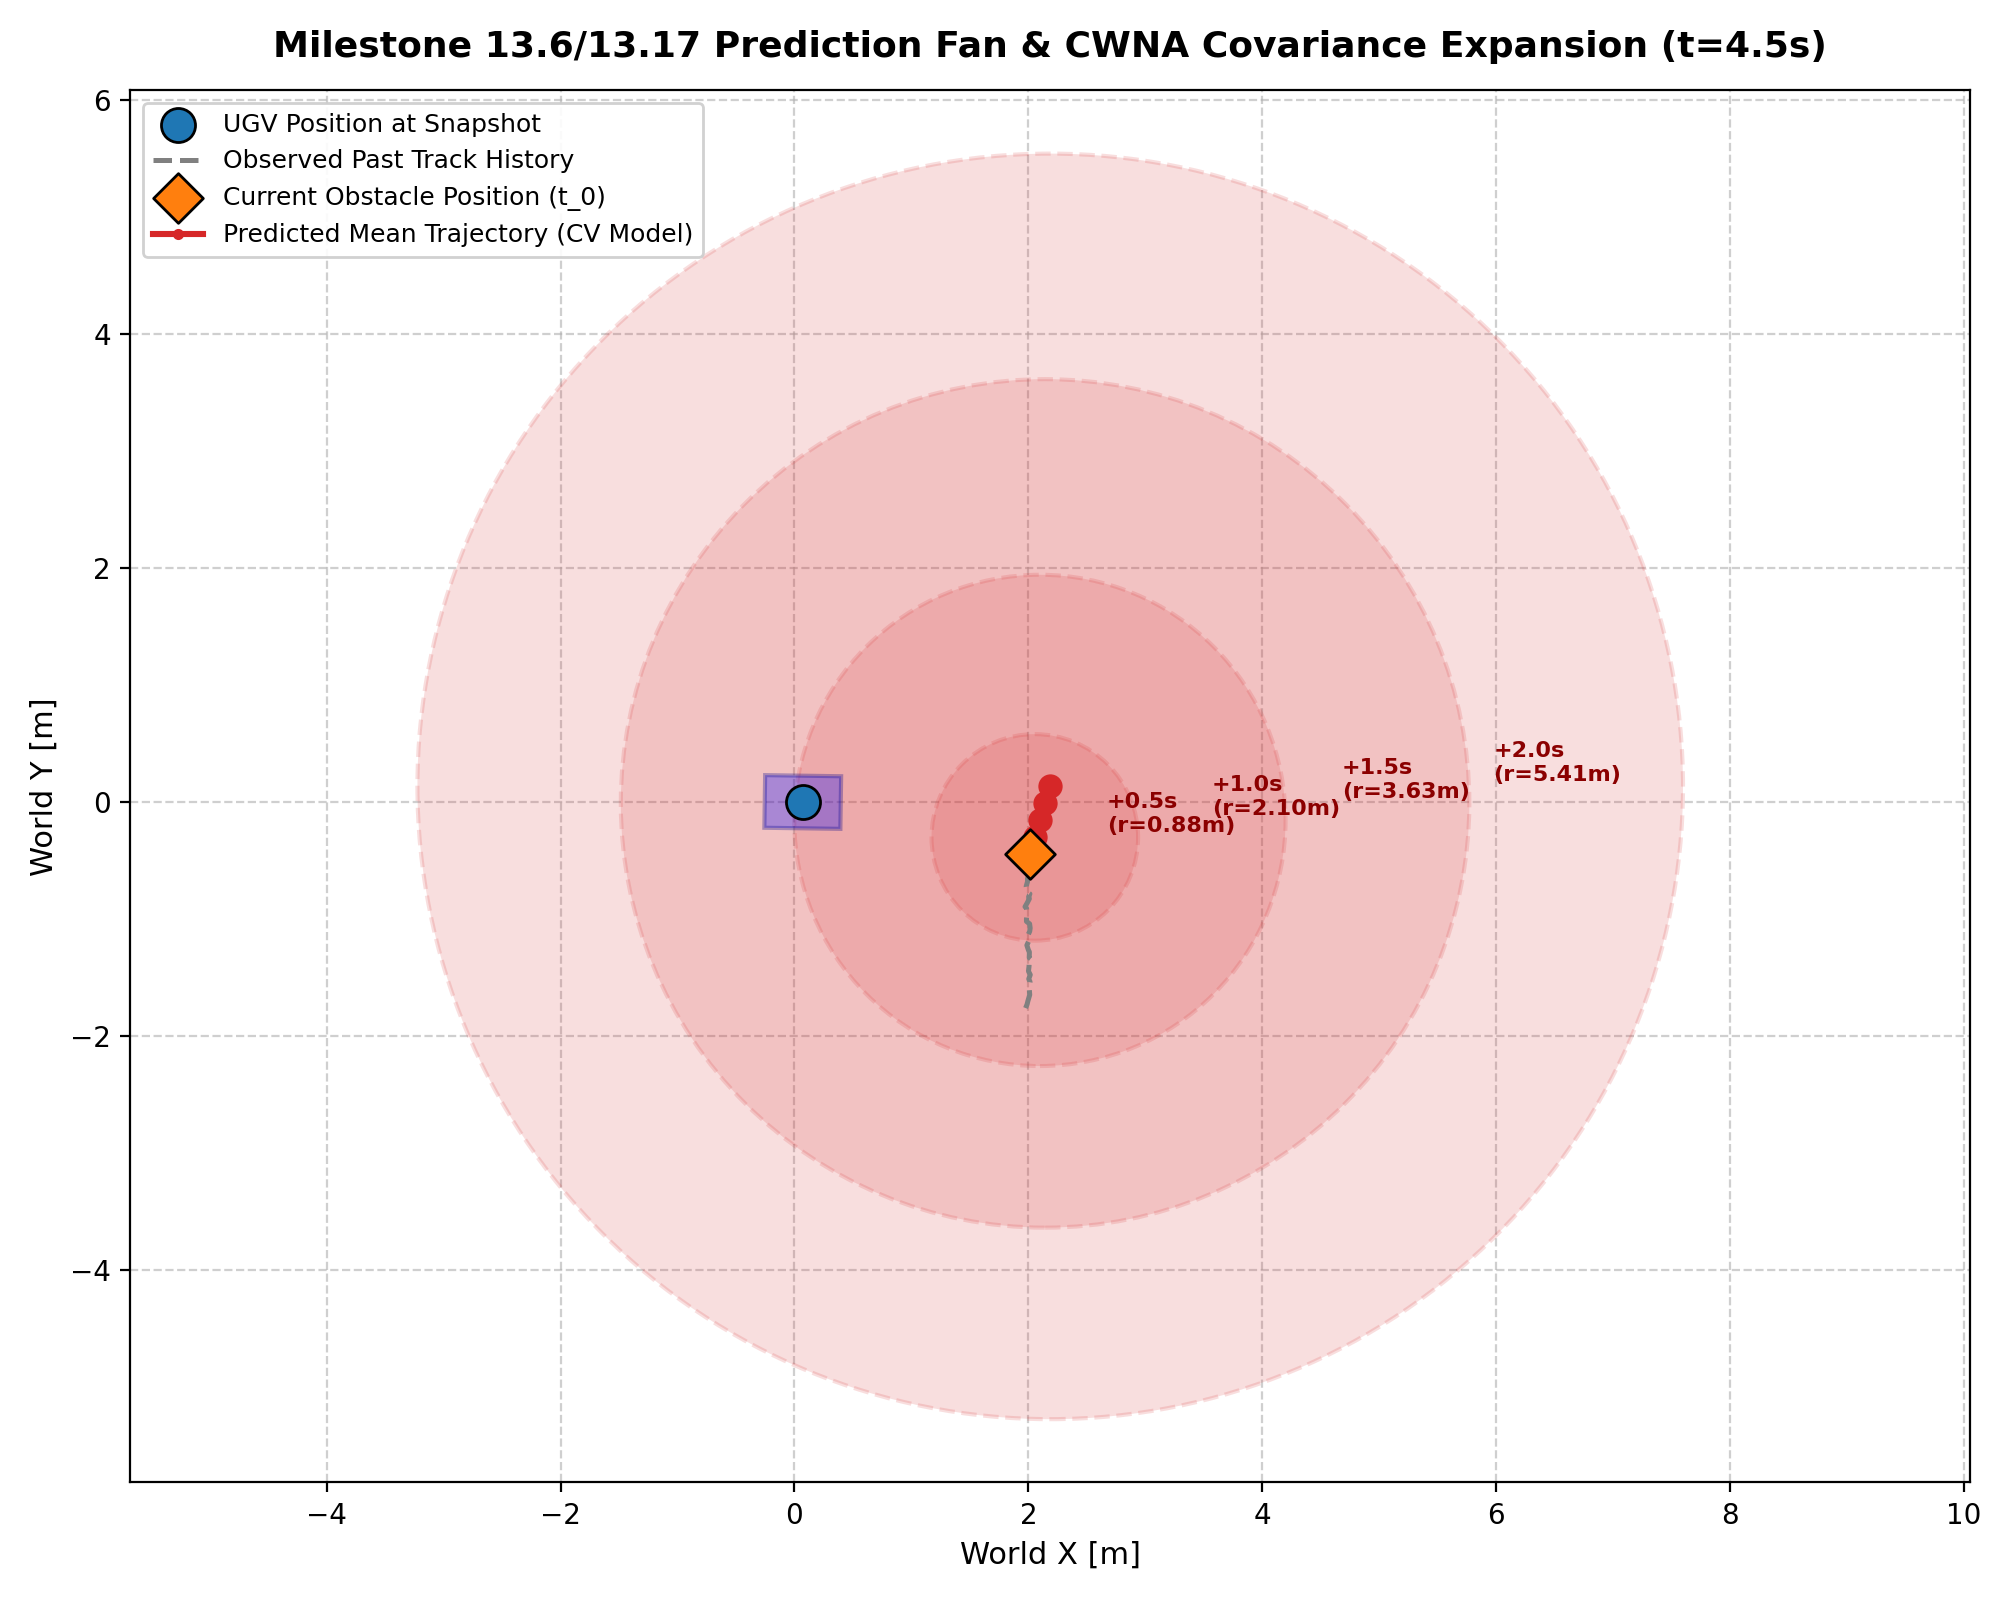 Milestone 13.6/13.17 Prediction Fan & CWNA Covariance Expansion (t=4.5s)
UGV Position at Snapshot
Observed Past Track History
Current Obstacle Position (t_0)
Predicted Mean Trajectory (CV Model)
6
4
2
0
−2
−4
World Y [m]
+0.5s
(r=0.88m)
+1.0s
(r=2.10m)
+1.5s
(r=3.63m)
+2.0s
(r=5.41m)
−4
−2
0
2
4
6
8
10
World X [m]